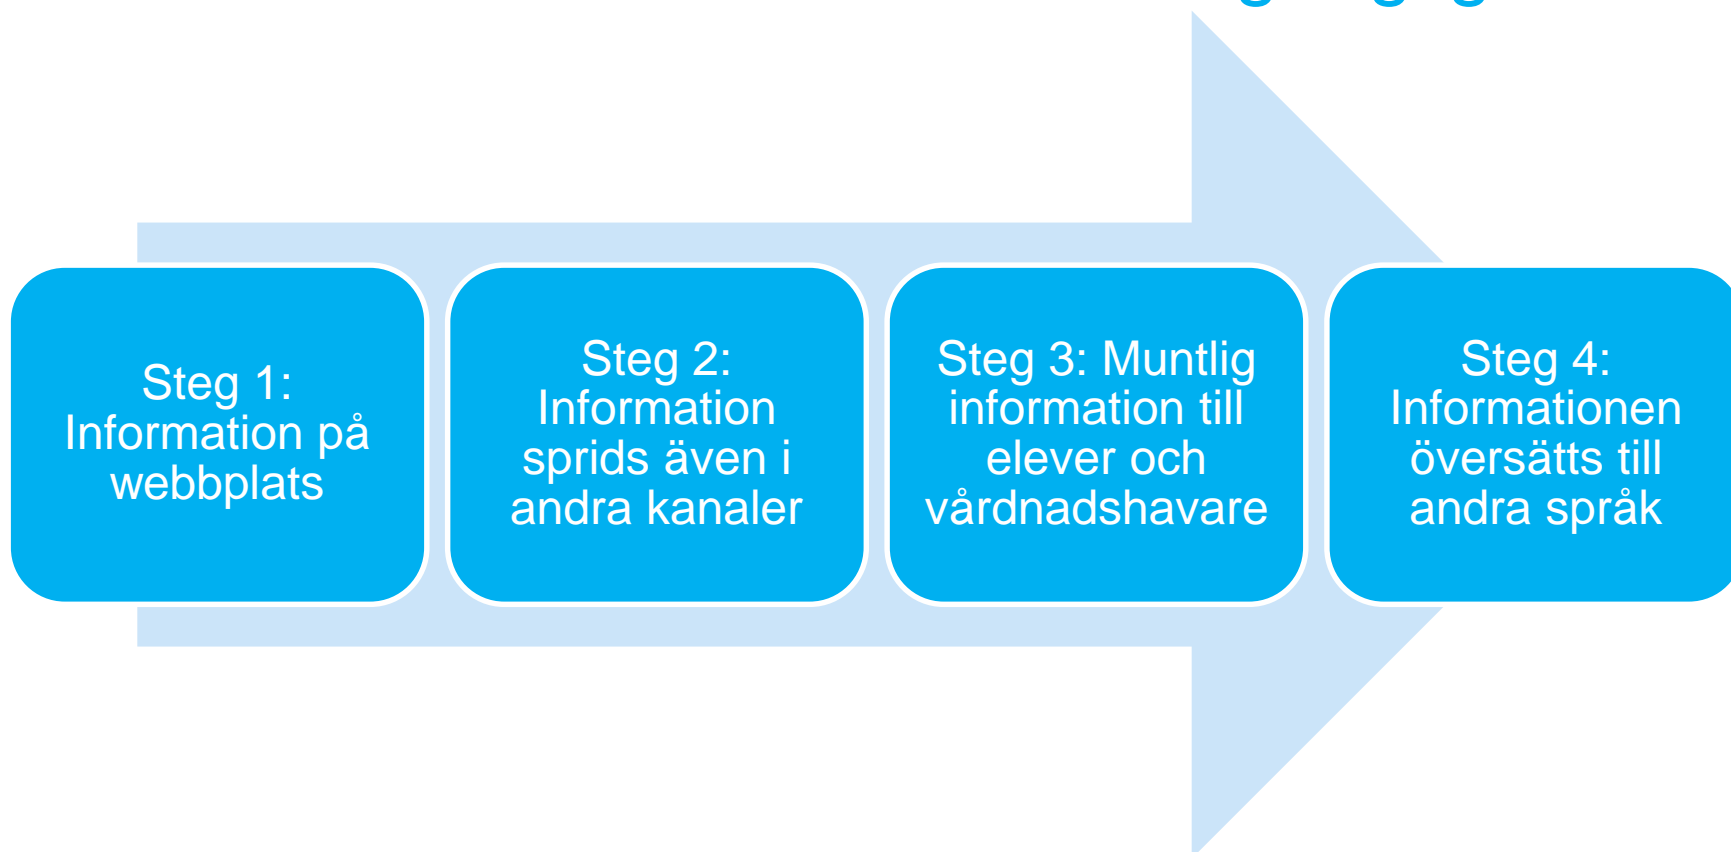 Steg 1:
Information på
webbplats
Steg 2:
Information
sprids även i
andra kanaler
Steg 3: Muntlig
information till
elever och
vårdnadshavare
Steg 4:
Informationen
översätts till
andra språk